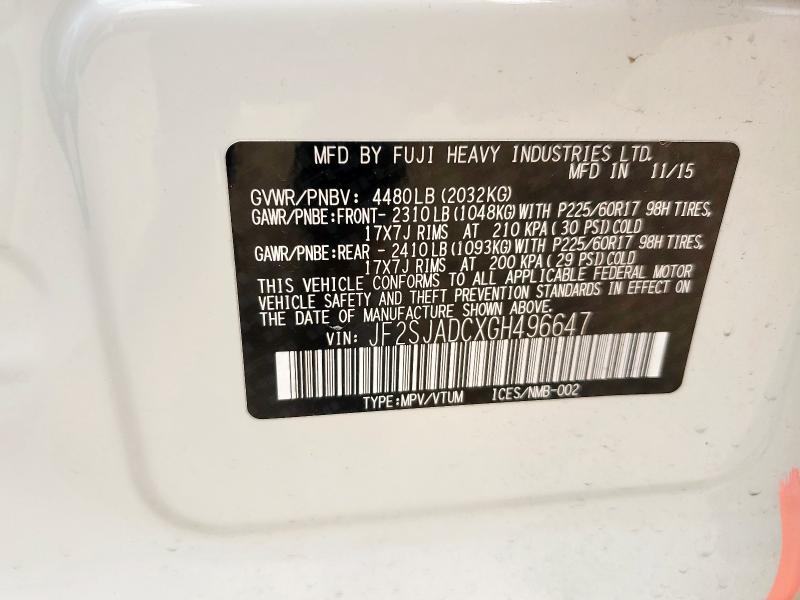 MFD BY FUJI HEAVY INDUSTRIES LTD.
MFD IN 11/15
GVWR/PNBV: 4480LB (2032KG)
GAWR/PNBE:FRONT- 2310LB (1048KG) WITH P225/60R17 98H TIRES,
17X7J RIMS AT 210 KPA ( 30 PSI) COLD
GAWR/PNBE:REAR - 2410LB (1093KG) WITH P225/60R17 98H TIRES,
17X7J RIMS AT 200 KPA ( 29 PSI) COLD
THIS VEHICLE CONFORMS TO ALL APPLICABLE FEDERAL MOTOR
VEHICLE SAFETY AND THEFT PREVENTION STANDARDS IN EFFECT ON
THE DATE OF MANUFACTURE SHOWN ABOVE.
VIN: JF2SJADCXGH496647
TYPE:MPV/VTUM ICES/NMB-002